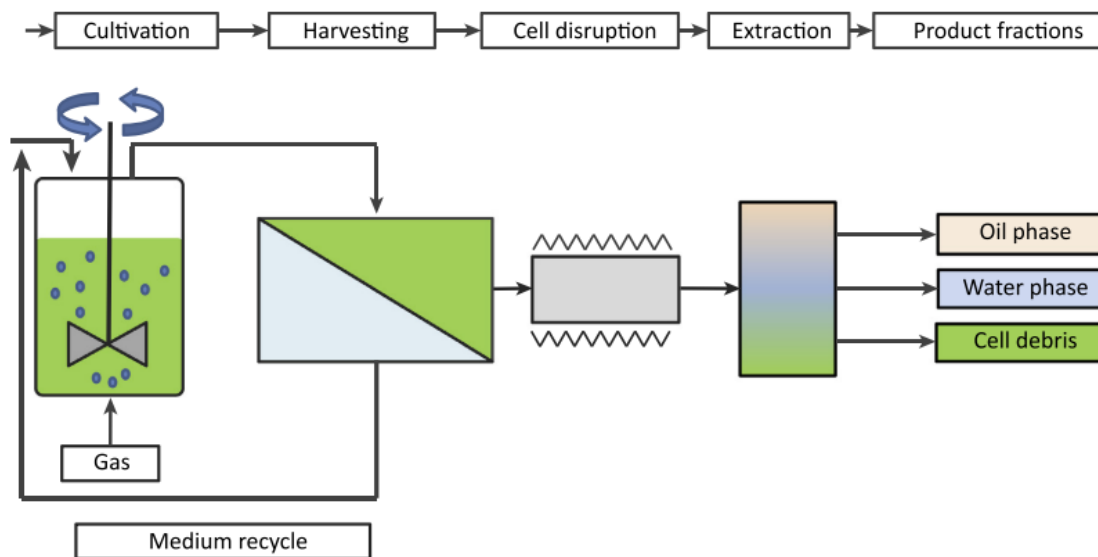 Cultivation
Harvesting
Cell disruption
Extraction
Product fractions
Oil phase
Water phase
Cell debris
Gas
Medium recycle